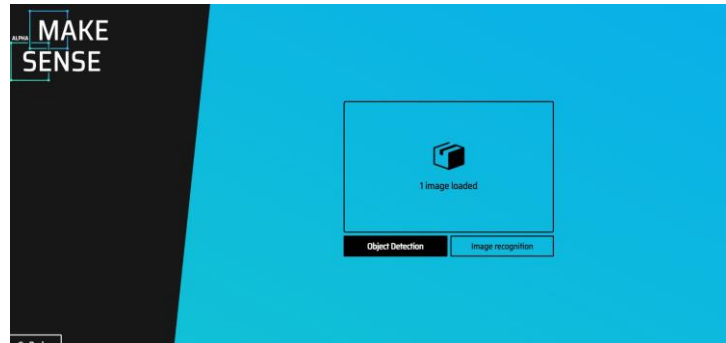 ALPHA MAKE
SENSE
1 image loaded
Object Detection
Image recognition